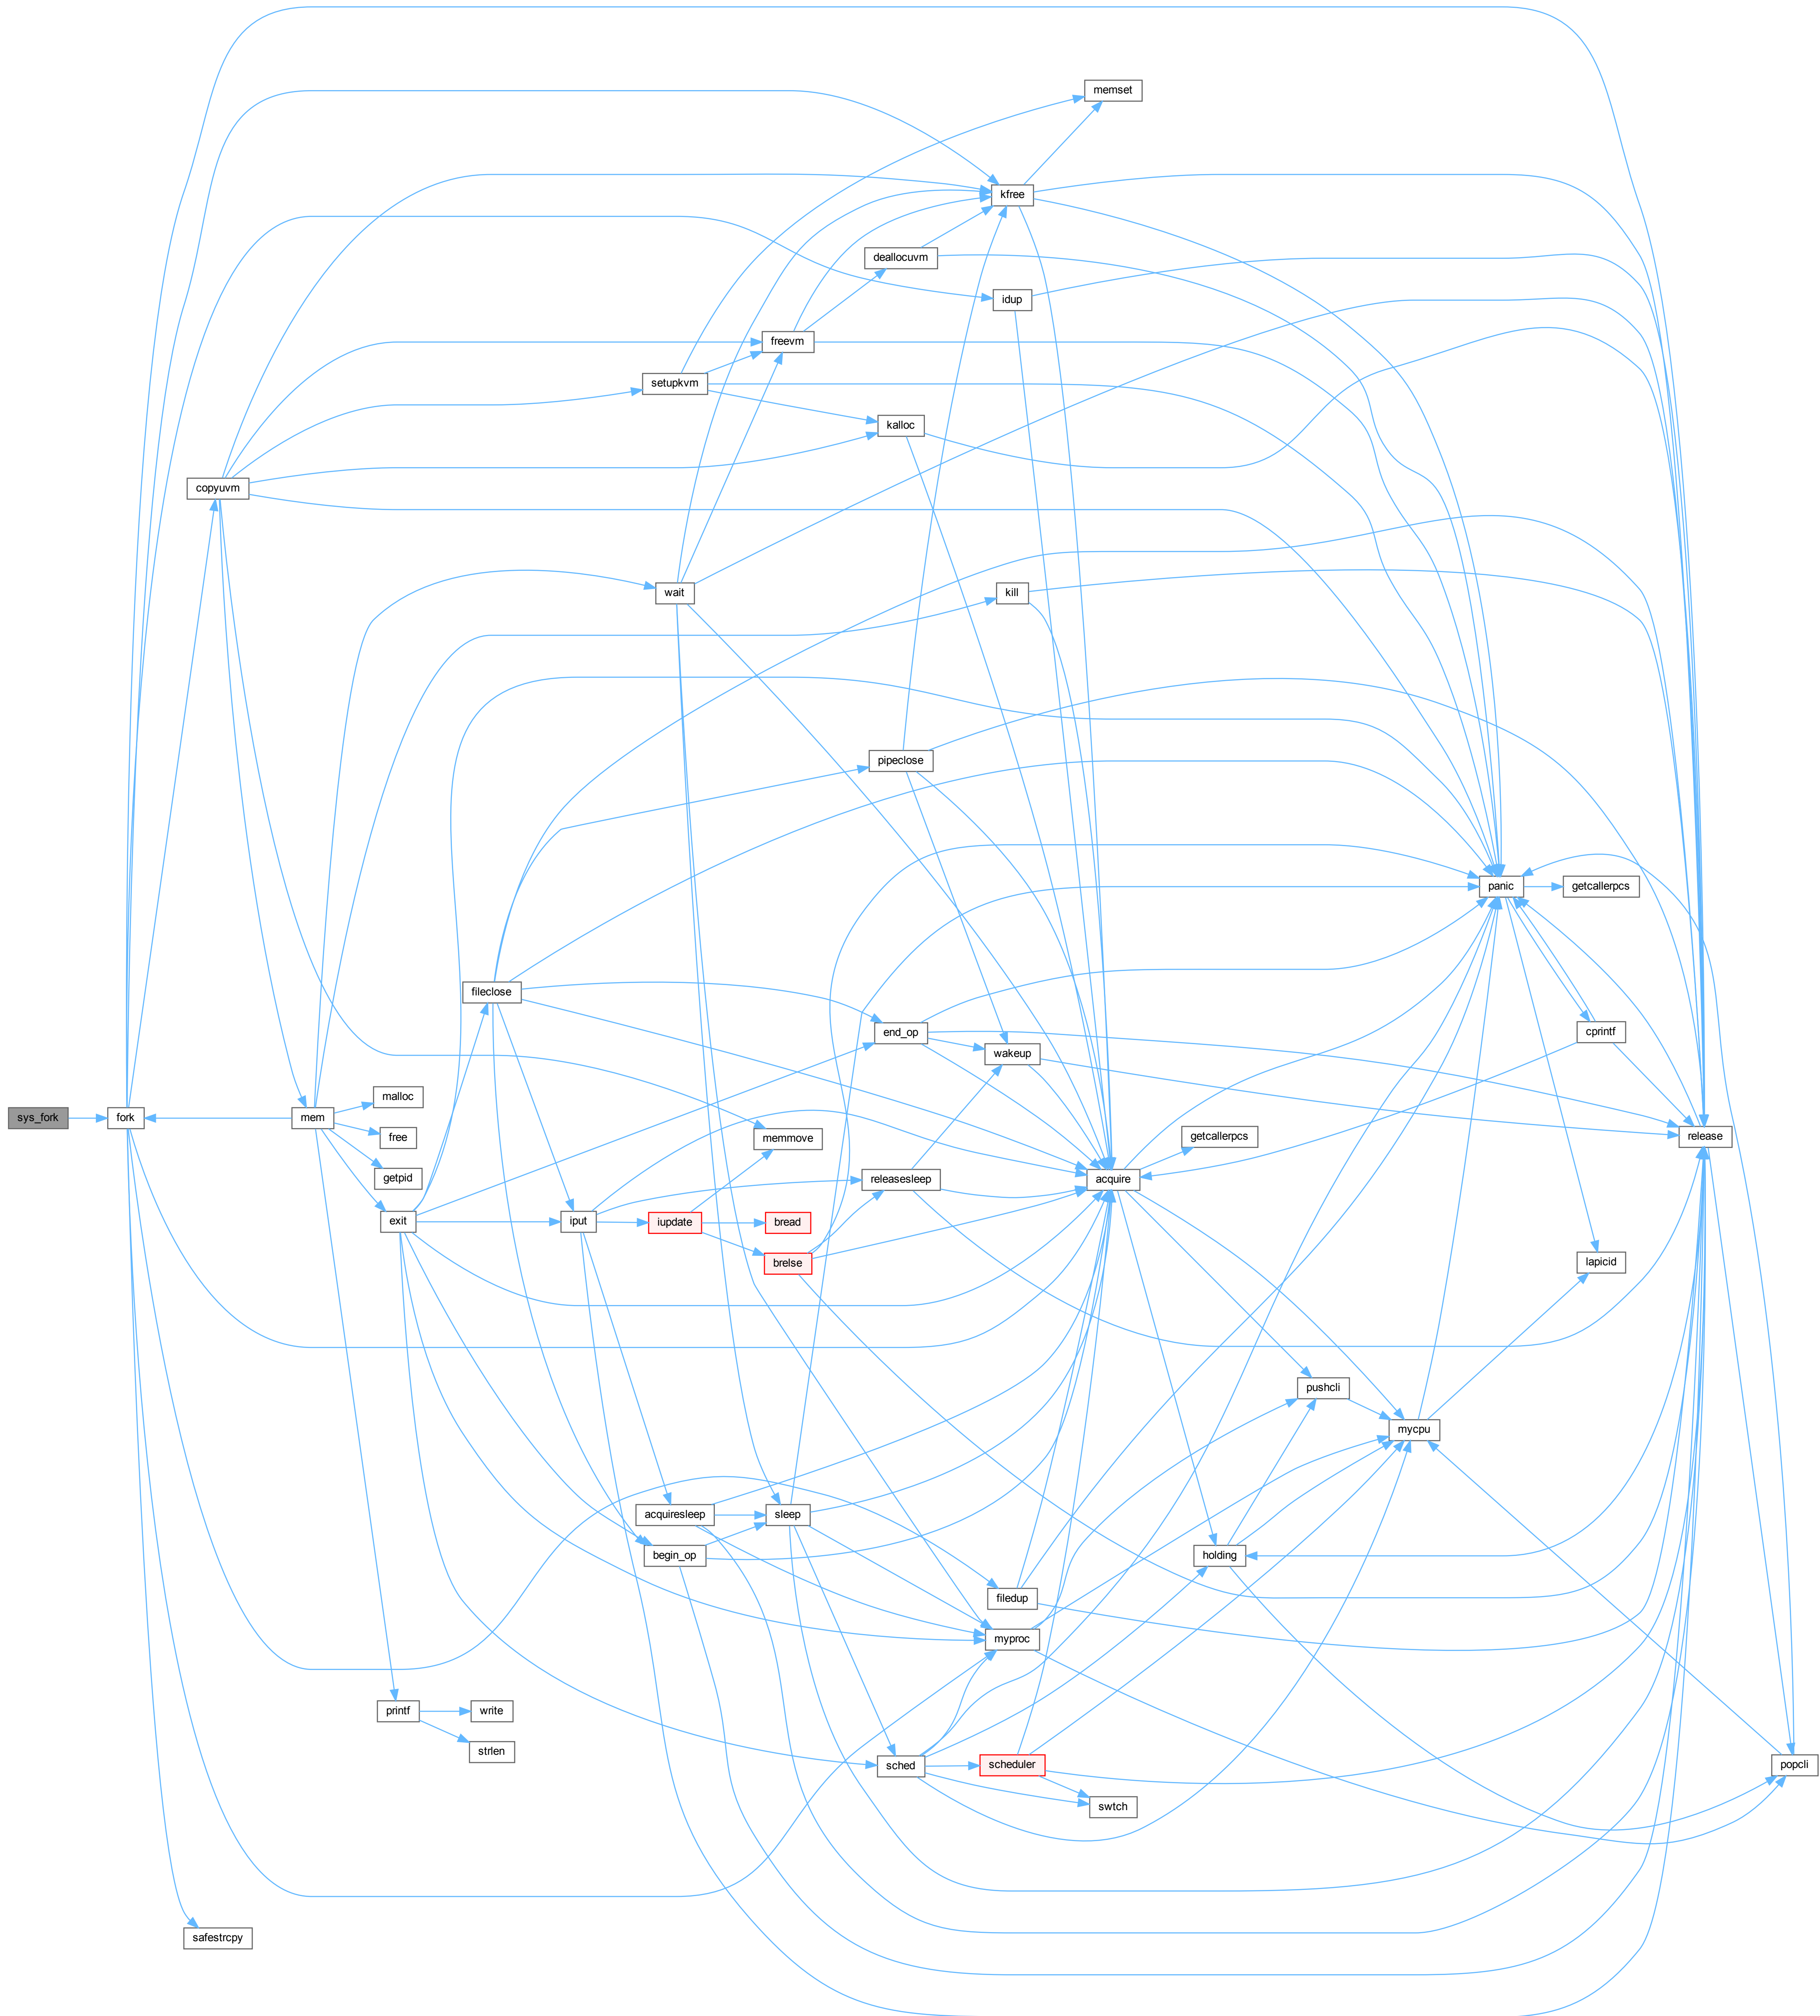 memset
kfree
deallocuvm
idup
freevm
setupkvm
kalloc
copyuvm
wait
kill
pipeclose
panic
getcallerpcs
fileclose
end_op
cprintf
wakeup
malloc
sys_fork
fork
mem
free
memmove
getcallerpcs
release
getpid
releasesleep
acquire
exit
iput
iupdate
bread
brelse
lapicid
pushcli
mycpu
acquiresleep
sleep
begin_op
holding
filedup
myproc
printf
write
strlen
sched
scheduler
popcli
swtch
safestrcpy